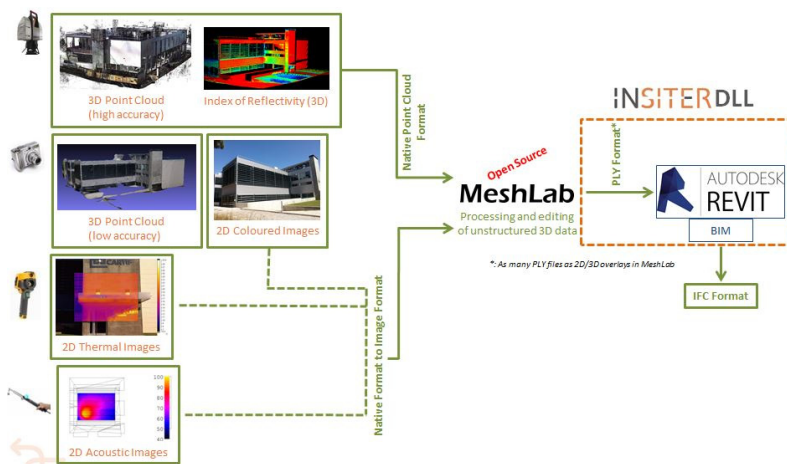 3D Point Cloud
(high accuracy)
Index of Reflectivity (3D)
3D Point Cloud
(low accuracy)
2D Coloured Images
2D Thermal Images
100
90
80
70
60
50
40
2D Acoustic Images
Native Point Cloud
Format
Native Format to Image Format
Open Source
MeshLab
Processing and editing
of unstructured 3D data
*: As many PLY files as 2D/3D overlays in MeshLab
INSITER DLL
PLY Format*
AUTODESK
REVIT
BIM
IFC Format